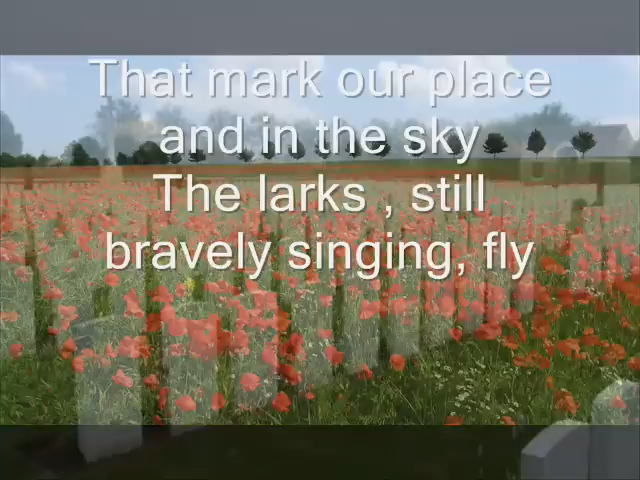 That mark our place
and in the sky
The larks , still
bravely singing, fly